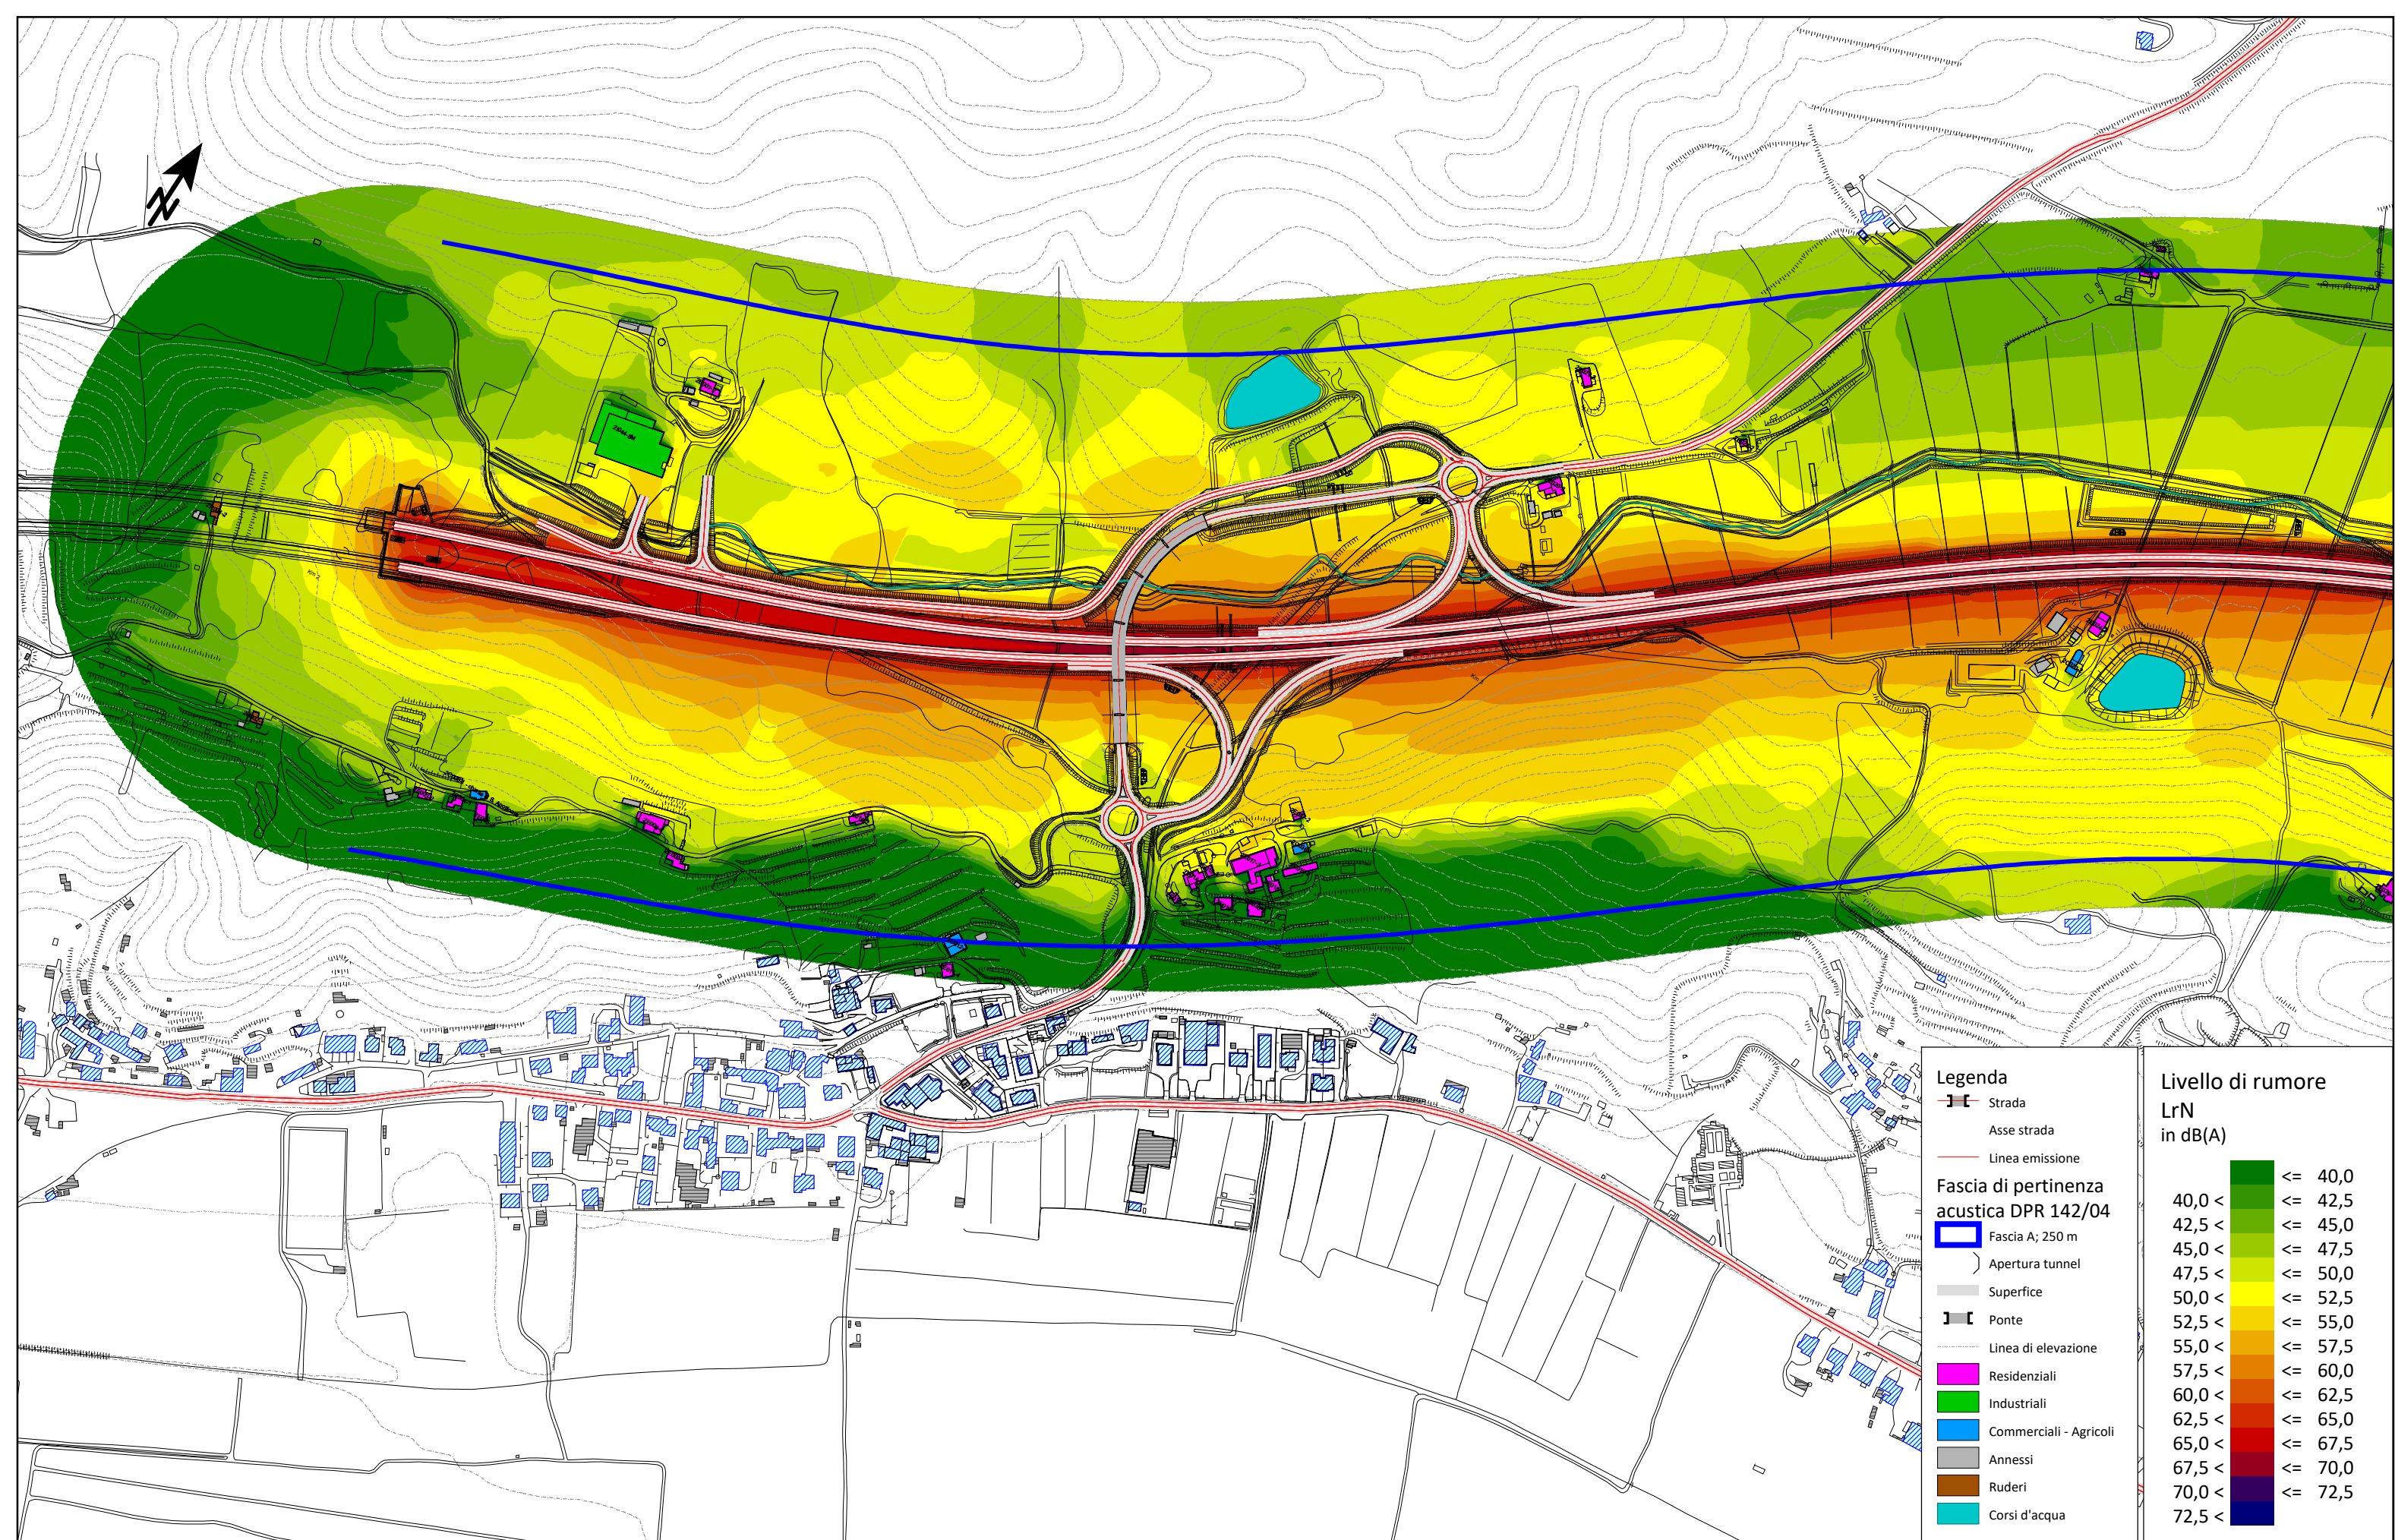 N
Km 2
Km 3
Legenda
Strada
Asse strada
Linea emissione
Fascia di pertinenza
acustica DPR 142/04
Fascia A; 250 m
Apertura tunnel
Superfice
Ponte
Linea di elevazione
Residenziali
Industriali
Commerciali - Agricoli
Annessi
Ruderi
Corsi d'acqua
Livello di rumore
LrN
in dB(A)
<= 40,0
40,0 < <= 42,5
42,5 < <= 45,0
45,0 < <= 47,5
47,5 < <= 50,0
50,0 < <= 52,5
52,5 < <= 55,0
55,0 < <= 57,5
57,5 < <= 60,0
60,0 < <= 62,5
62,5 < <= 65,0
65,0 < <= 67,5
67,5 < <= 70,0
70,0 < <= 72,5
72,5 <